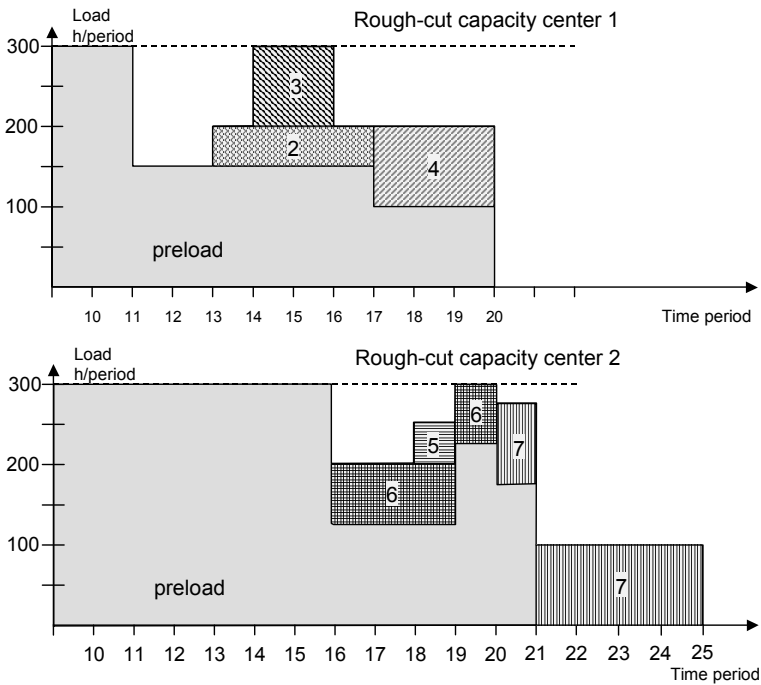 Load
h/period
Rough-cut capacity center 1
300
3
200
2
4
100
preload
10 11 12 13 14 15 16 17 18 19 20
Time period
Load
h/period
Rough-cut capacity center 2
300
6
5
7
200
6
100
7
preload
10 11 12 13 14 15 16 17 18 19 20 21 22 23 24 25
Time period